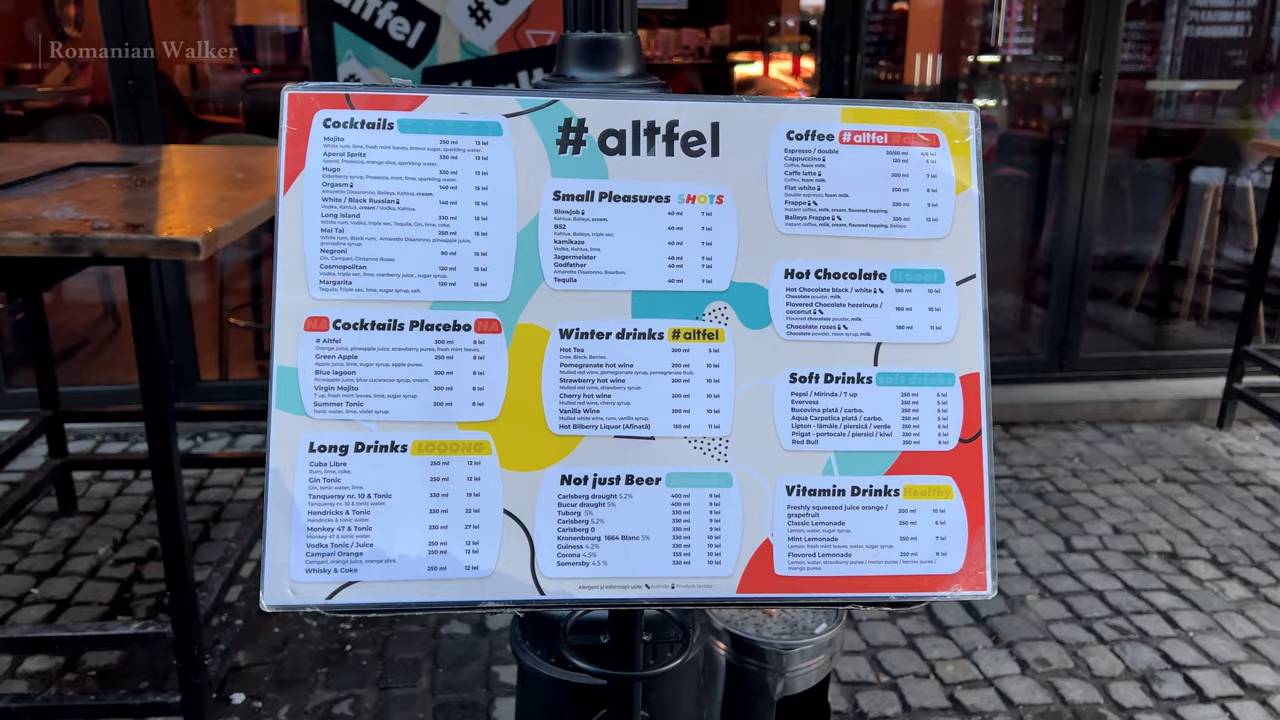 Romanian Walker
altfel
#altfel
Cocktails
Mojito 250 ml 13 lei
White rum, fresh mint leaves, brown sugar, sparkling water.
Aperol Spritz 330 ml 13 lei
Aperol, Prosecco, orange slice, sparkling water.
Hugo 330 ml 13 lei
Elderberry syrup, Prosecco, mint, lime, sparkling water.
Orgasm 140 ml 15 lei
Amaretto Dissaronno, Baileys, Kahlua, cream.
White / Black Russian 140 ml 15 lei
Vodka, Kahlua, cream / Vodka, Kahlua.
Long Island 330 ml 15 lei
White rum, Vodka, triple sec, Tequila, Gin, lime, coke.
Mai Tai 250 ml 15 lei
White rum, Black rum, Amaretto Disaronno, pineapple juice,
grenadine syrup.
Negroni 90 ml 15 lei
Gin, Campari, Cinzanno Rosso.
Cosmopolitan 120 ml 15 lei
Vodka, triple sec, lime, cranberry juice, sugar syrup.
Margarita 120 ml 15 lei
Tequila, Triple sec, lime, sugar syrup, salt.
NA Cocktails Placebo NA
# Altfel 300 ml 8 lei
Orange juice, pineapple juice, strawberry puree, fresh mint leaves.
Green Apple 250 ml 8 lei
Apple juice, lime, sugar syrup, apple puree.
Blue lagoon 300 ml 8 lei
Pineapple juice, blue cucaracao syrup, cream.
Virgin Mojito 300 ml 8 lei
7 up, fresh mint leaves, lime, sugar syrup.
Summer Tonic 300 ml 8 lei
Tonic water, lime, violet syrup.
Long Drinks LOOONG
Cuba Libre 250 ml 12 lei
Rum, lime, coke.
Gin Tonic 250 ml 12 lei
Gin, tonic water, lime.
Tanqueray nr. 10 & Tonic 330 ml 19 lei
Tanqueray nr. 10 & tonic water.
Hendricks & Tonic 330 ml 22 lei
Hendricks & tonic water.
Monkey 47 & Tonic 330 ml 27 lei
Monkey 47 & tonic water.
Vodka Tonic / Juice 250 ml 12 lei
Campari Orange 250 ml 12 lei
Campari, orange juice, orange slice.
Whisky & Coke 250 ml 12 lei
Small Pleasures SHOTS
Blowjob 40 ml 7 lei
Kahlua, Baileys, cream.
B52 40 ml 7 lei
Kahlua, Baileys, triple sec.
kamikaze 40 ml 7 lei
Vodka, Kahlua, lime.
Jagermeister 40 ml 7 lei
Godfather 40 ml 7 lei
Amaretto Disaronno, Bourbon.
Tequila 40 ml 7 lei
Winter drinks #altfel
Hot Tea 200 ml 5 lei
Grey, Black, Berries.
Pomegranate hot wine 200 ml 10 lei
Mulled red wine, pomegranate syrup, pomegranate fruit.
Strawberry hot wine 200 ml 10 lei
Mulled red wine, strawberry syrup.
Cherry hot wine 200 ml 10 lei
Mulled red wine, cherry syrup.
Vanilla Wine 200 ml 10 lei
Mulled white wine, rum, vanilla syrup.
Hot Bilberry Liquor (Afinată) 150 ml 11 lei
Not just Beer
Carlsberg draught 5.2% 400 ml 9 lei
Bucur draught 5% 400 ml 9 lei
Tuborg 5% 330 ml 9 lei
Carlsberg 5.2% 330 ml 9 lei
Carlsberg 0 330 ml 9 lei
Kronenbourg 1664 Blanc 5% 330 ml 10 lei
Guiness 4.2% 330 ml 10 lei
Corona 4.5% 355 ml 10 lei
Somersby 4.5 % 330 ml 10 lei
Alergeni și informații utile: Arahide Produse lactate
Coffee #altfel
Espresso / double 30/60 ml 4/6 lei
Cappuccino 120 ml 6 lei
Coffee, foam milk.
Caffe latte 200 ml 7 lei
Coffee, foam milk.
Flat white 200 ml 8 lei
Double espresso, foam milk.
Frappe 330 ml 9 lei
Instant coffee, milk, cream, flavored topping.
Baileys Frappe 330 ml 12 lei
Instant coffee, milk, cream, flavored topping, Baileys.
Hot Chocolate
Hot Chocolate black / white 180 ml 10 lei
Chocolate powder, milk.
Flovered Chocolate hezelnuts /
coconut 180 ml 10 lei
Flovered chocolate powder, milk.
Chocolate roses 180 ml 11 lei
Chocolate powder, roses syrup, milk.
Soft Drinks soft drinks
Pepsi / Mirinda / 7 up 250 ml 5 lei
Evervess 250 ml 5 lei
Bucovina plată / carbo. 250 ml 5 lei
Aqua Carpatica plată / carbo. 250 ml 5 lei
Lipton - lămâie / piersică / verde 250 ml 6 lei
Prigat - portocale / piersici / kiwi 250 ml 6 lei
Red Bull 250 ml 8 lei
Vitamin Drinks Healthy
Freshly squeezed juice orange /
grapefruit 200 ml 10 lei
Classic Lemonade 250 ml 6 lei
Lemon, water, sugar syrup.
Mint Lemonade 250 ml 7 lei
Lemon, fresh mint leaves, water, sugar syrup.
Flovored Lemonade 250 ml 8 lei
Lemon, water, strawberry puree / melon puree / berries puree /
mango puree.